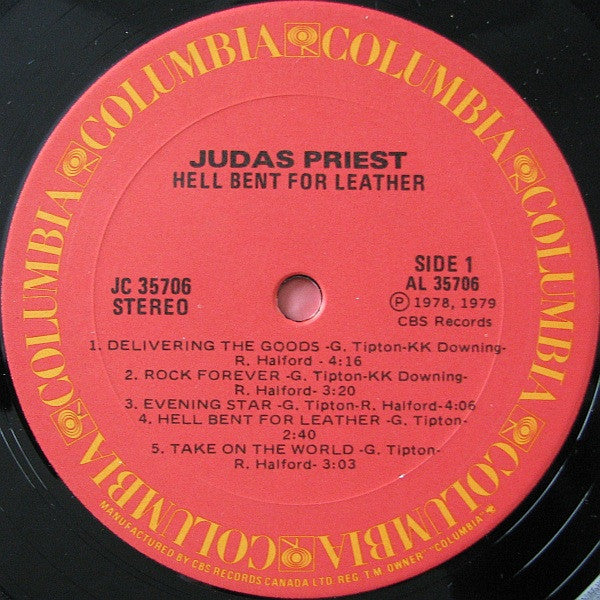 COLUMBIA COLUMBIA COLUMBIA COLUMBIA COLUMBIA COLUMBIA COLUMBIA COLUMBIA
JUDAS PRIEST
HELL BENT FOR LEATHER
JC 35706
STEREO
SIDE 1
AL 35706
Ⓟ 1978, 1979
CBS Records
1. DELIVERING THE GOODS -G. Tipton-KK Downing-
R. Halford - 4:16
2. ROCK FOREVER -G. Tipton-KK Downing-
R. Halford- 3:20
3. EVENING STAR -G. Tipton-R. Halford-4:06
4. HELL BENT FOR LEATHER -G. Tipton-
2:40
5. TAKE ON THE WORLD -G. Tipton-
R. Halford- 3:03
MANUFACTURED BY CBS RECORDS CANADA LTD. REG. T.M. OWNER "COLUMBIA"